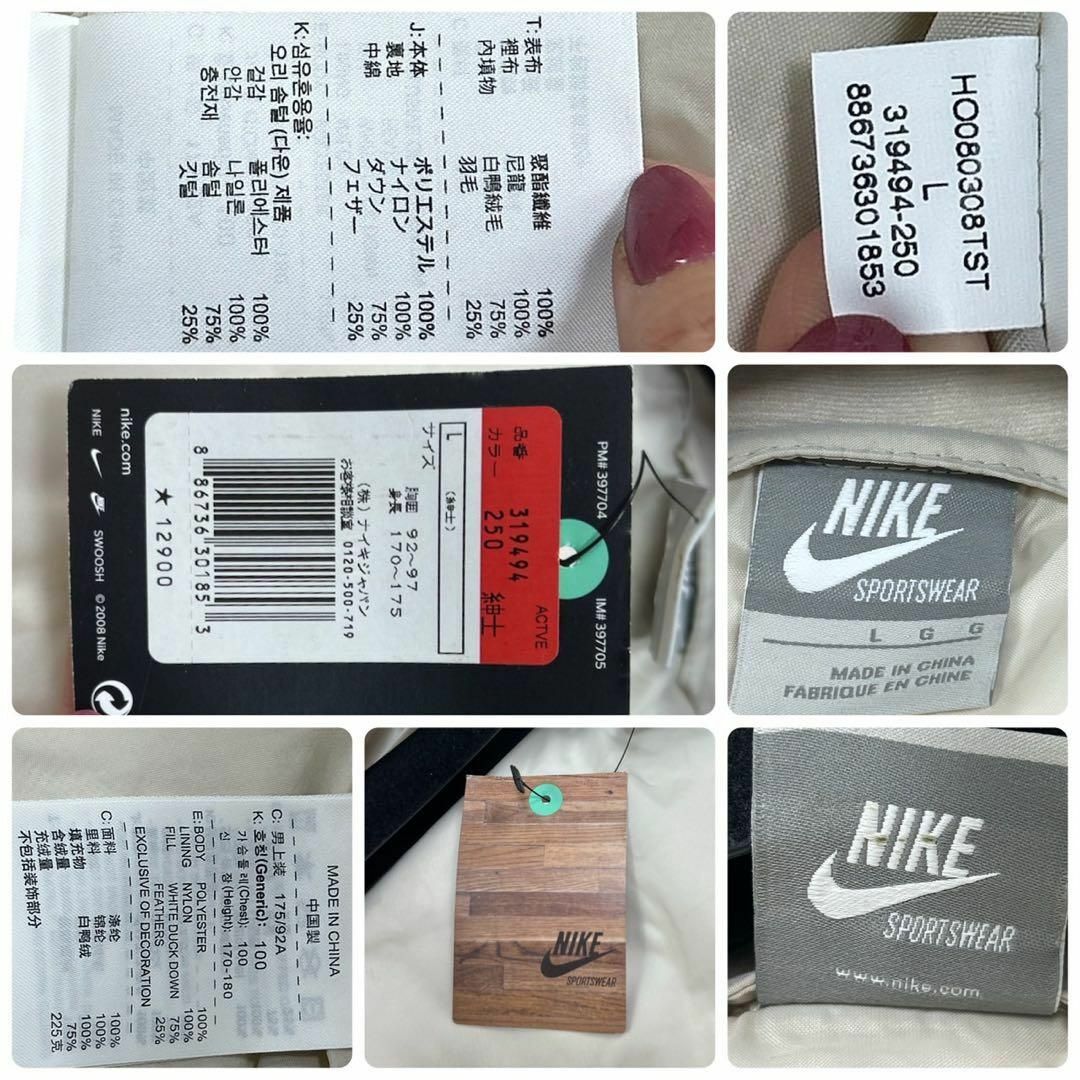 T: 表布 聚酯纖維 100%
裡布 尼龍 100%
內填物 白鴨絨毛 75%
羽毛 25%
J: 本体 ポリエステル 100%
裏地 ナイロン 100%
中綿 ダウン 75%
フェザー 25%
K: 섬유혼용율:
오리 솜털 (다운) 제품
겉감 폴리에스터 100%
안감 나일론 100%
충전재 솜털 75%
깃털 25%
HO080308TST
L
319494-250
886736301853
PM# 397704
IM# 397705
ACTVE
品番 319494 紳士
カラー 250
サイズ
L (紳士)
胸囲 92~97
身長 170~175
(株)ナイキジャパン
お客様相談室 0120-500-719
8 86736 30185 3
★12900
nike.com
NIKE SWOOSH © 2008 Nike
NIKE
SPORTSWEAR
L G G
MADE IN CHINA
FABRIQUE EN CHINE
MADE IN CHINA
中国製
C: 男上装 175/92A
K: 호칭(Generic): 100
가슴둘레(Chest): 100
신 장(Height): 170-180
E: BODY POLYESTER 100%
LINING NYLON 100%
FILL WHITE DUCK DOWN 75%
FEATHERS 25%
EXCLUSIVE OF DECORATION
C: 面料 涤纶 100%
里料 锦纶 100%
填充物 白鸭绒 100%
含绒量 75%
充绒量 225克
不包括装饰部分
NIKE
SPORTSWEAR
NIKE
SPORTSWEAR
www.nike.com